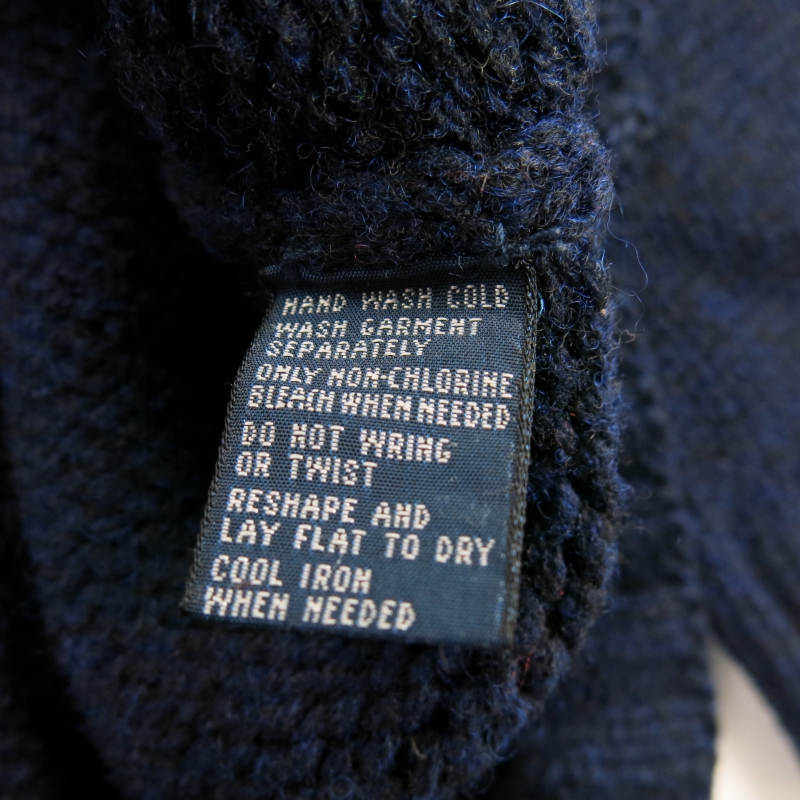 HAND WASH COLD
WASH GARMENT
SEPARATELY
ONLY NON-CHLORINE
BLEACH WHEN NEEDED
DO NOT WRING
OR TWIST
RESHAPE AND
LAY FLAT TO DRY
COOL IRON
WHEN NEEDED